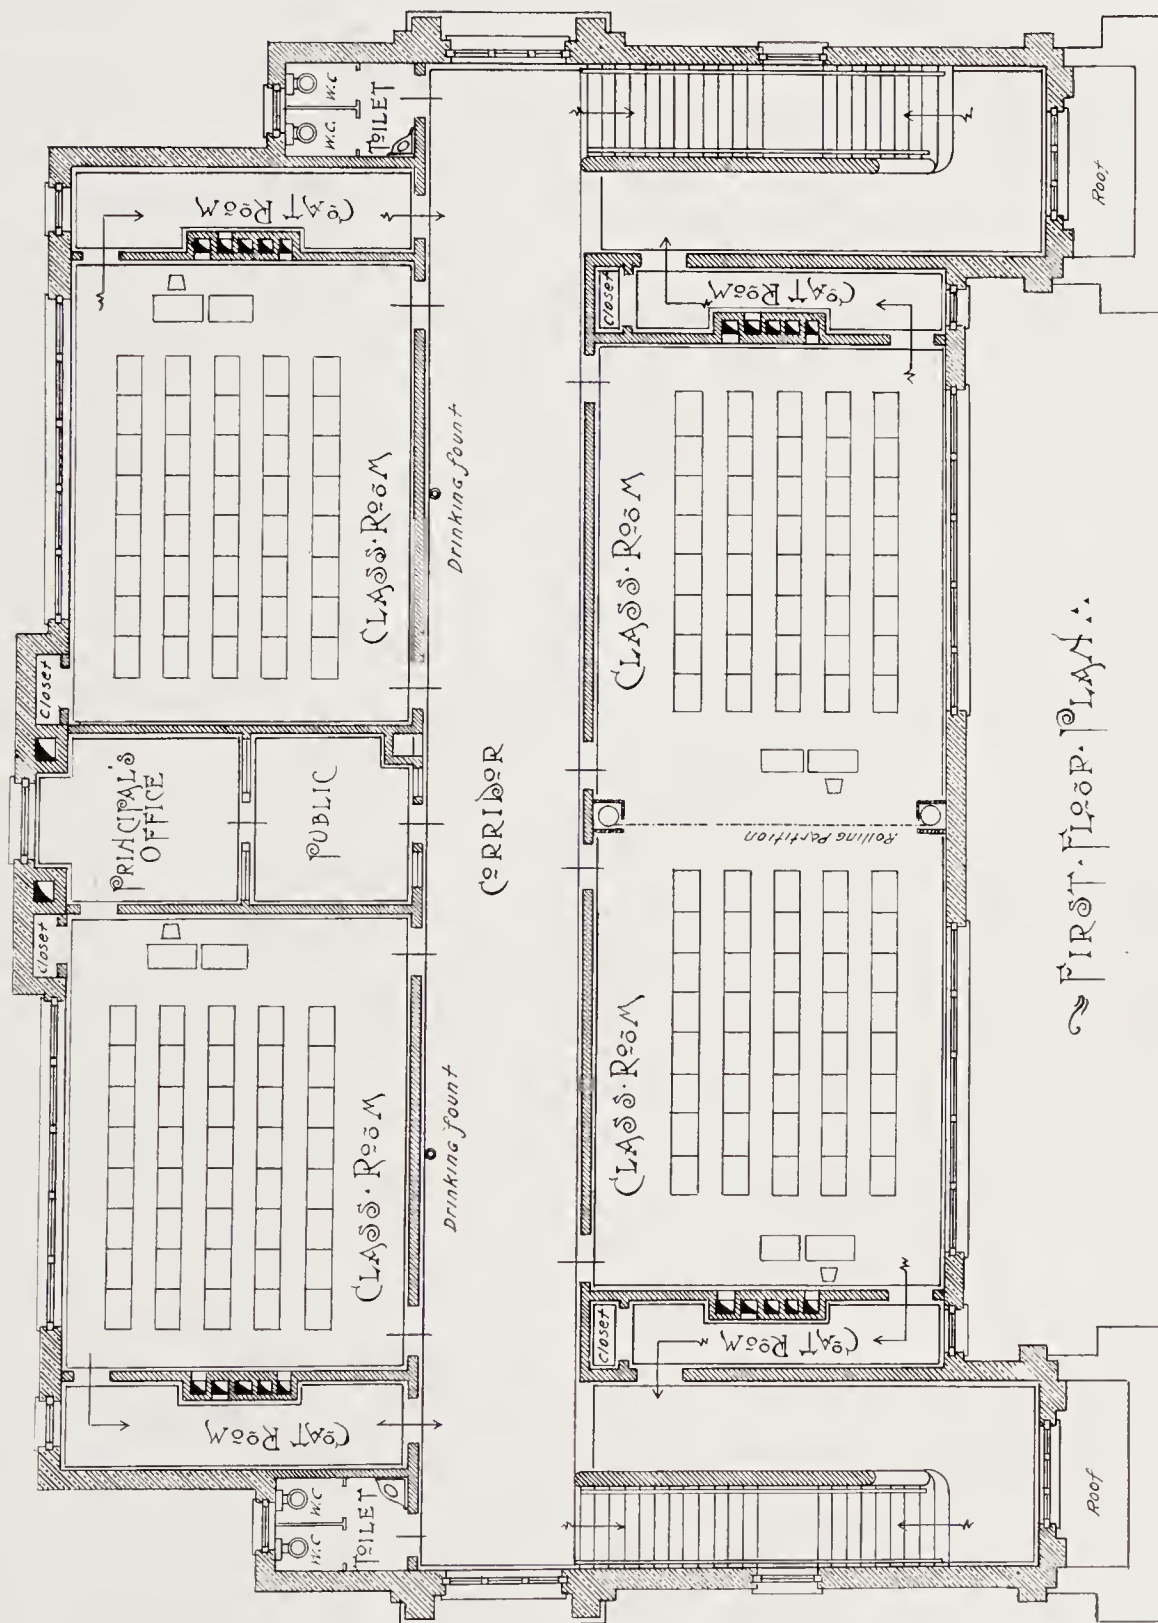 W.C
W.C.
TOILET
COAT ROOM
CLASS·ROOM
Closet
PRINCIPAL'S
OFFICE
PUBLIC
Closet
CLASS·ROOM
COAT ROOM
W.C
W.C
TOILET
Drinking fount
CORRIDOR
Drinking fount
Roof
Closet
COAT ROOM
CLASS·ROOM
Rolling Partition
CLASS·ROOM
Closet
COAT ROOM
Roof
FIRST·FLOOR·PLAN